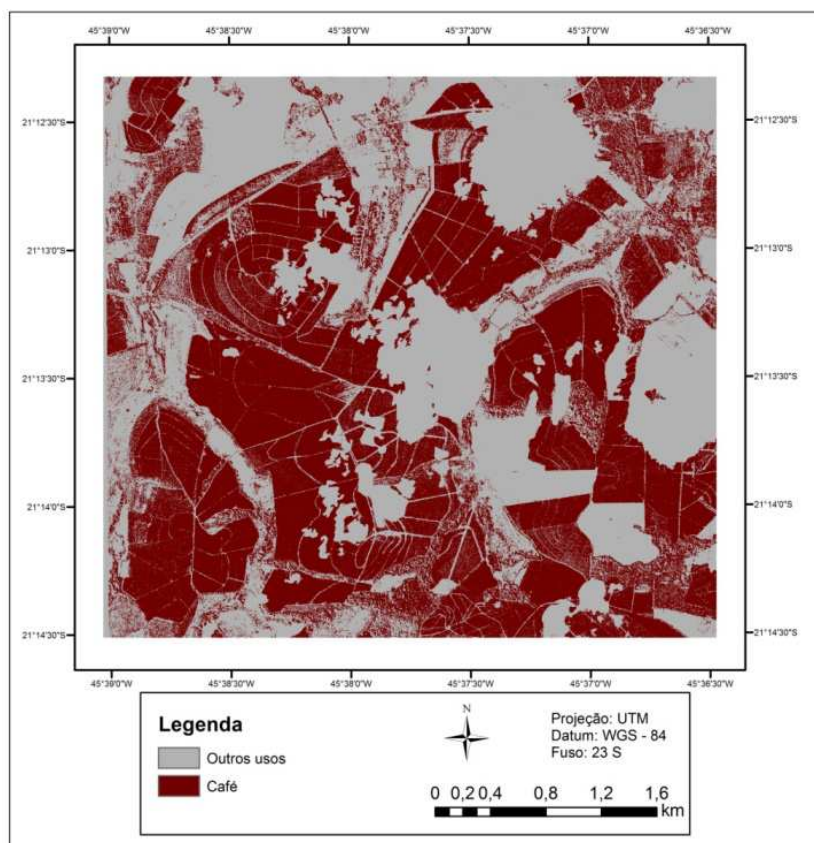 45°39'0"W 45°38'30"W 45°38'0"W 45°37'30"W 45°37'0"W 45°36'30"W
21°12'30"S 21°12'30"S
21°13'0"S 21°13'0"S
21°13'30"S 21°13'30"S
21°14'0"S 21°14'0"S
21°14'30"S 21°14'30"S
45°39'0"W 45°38'30"W 45°38'0"W 45°37'30"W 45°37'0"W 45°36'30"W
Legenda
Outros usos
Café
N
Projeção: UTM
Datum: WGS - 84
Fuso: 23 S
0 0,2 0,4 0,8 1,2 1,6
km